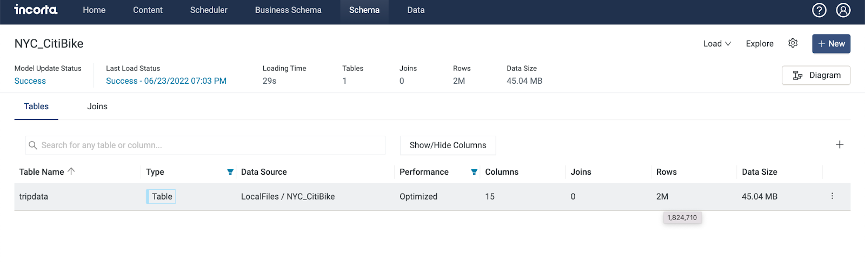 incorta Home Content Scheduler Business Schema Schema Data ?
NYC_CitiBike Load Explore + New
Model Update Status Last Load Status Loading Time Tables Joins Rows Data Size
Success Success - 06/23/2022 07:03 PM 29s 1 0 2M 45.04 MB Diagram
Tables Joins
Search for any table or column... Show/Hide Columns +
Table Name Type Data Source Performance Columns Joins Rows Data Size
tripdata Table LocalFiles / NYC_CitiBike Optimized 15 0 2M 45.04 MB
1,824,710